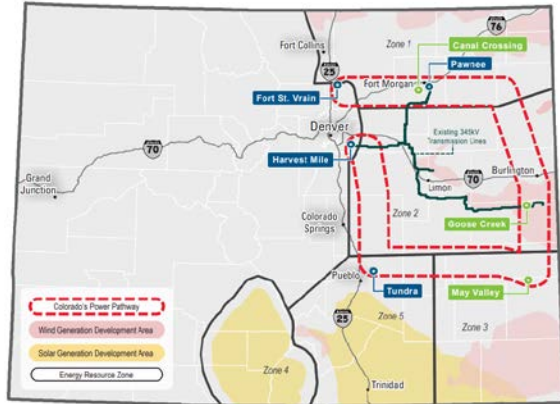 76
Zone 1
Canal Crossing
Fort Collins
25
Pawnee
Fort Morgan
Fort St. Vrain
Denver
Existing 345kV
Transmission Lines
Harvest Mile
70
Burlington
70
Grand
Junction
Limon
Zone 2
Goose Creek
Colorado
Springs
Pueblo
Tundra
May Valley
Colorado's Power Pathway
Wind Generation Development Area
Solar Generation Development Area
Energy Resource Zone
25
Zone 5
Zone 3
Zone 4
Trinidad